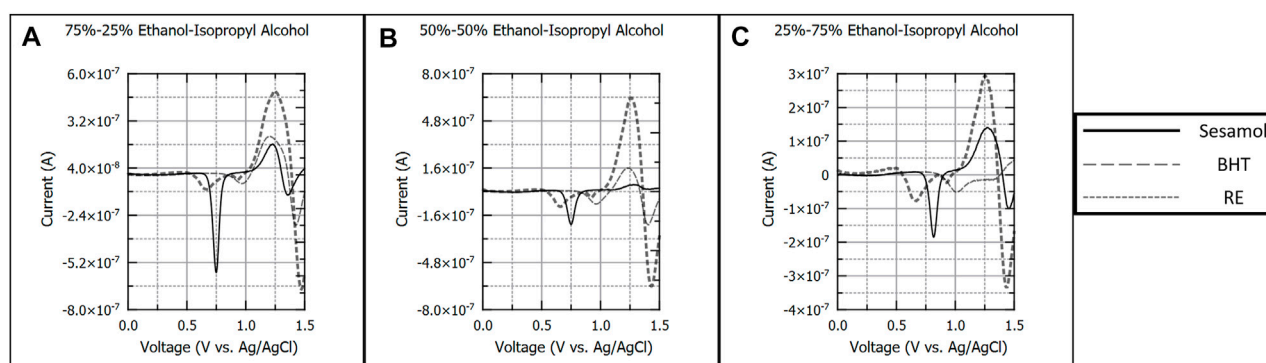 A
75%-25% Ethanol-Isopropyl Alcohol
Current (A)
6.0×10⁻⁷
3.2×10⁻⁷
4.0×10⁻⁸
-2.4×10⁻⁷
-5.2×10⁻⁷
-8.0×10⁻⁷
0.0 0.5 1.0 1.5
Voltage (V vs. Ag/AgCl)
B
50%-50% Ethanol-Isopropyl Alcohol
Current (A)
8.0×10⁻⁷
4.8×10⁻⁷
1.6×10⁻⁷
-1.6×10⁻⁷
-4.8×10⁻⁷
-8.0×10⁻⁷
0.0 0.5 1.0 1.5
Voltage (V vs. Ag/AgCl)
C
25%-75% Ethanol-Isopropyl Alcohol
Current (A)
3×10⁻⁷
2×10⁻⁷
1×10⁻⁷
0
-1×10⁻⁷
-2×10⁻⁷
-3×10⁻⁷
-4×10⁻⁷
0.0 0.5 1.0 1.5
Voltage (V vs. Ag/AgCl)
Sesamol
BHT
RE